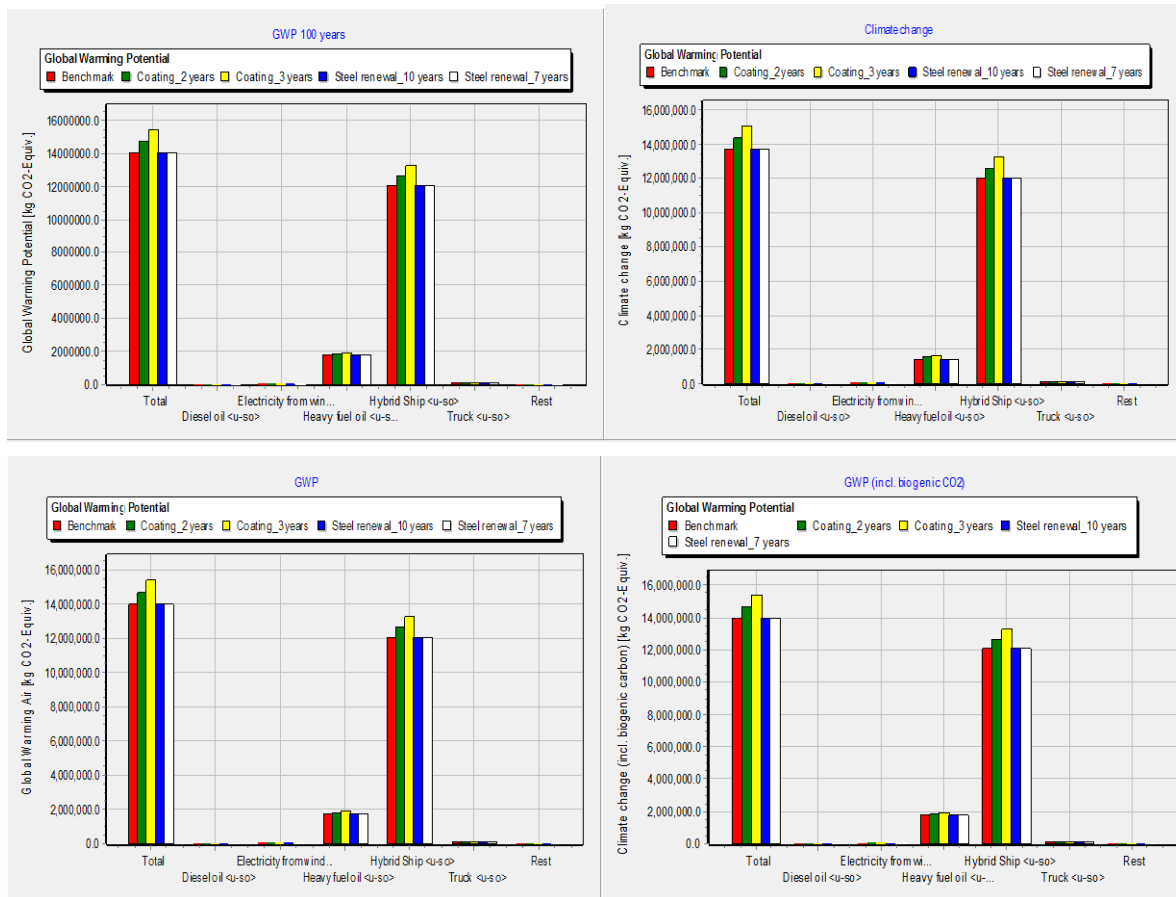 GWP 100 years
Global Warming Potential
Benchmark Coating_2 years Coating_3 years Steel renewal_10 years Steel renewal_7 years
Global Warming Potential [kg CO2-Equiv.]
16000000.0
14000000.0
12000000.0
10000000.0
8000000.0
6000000.0
4000000.0
2000000.0
0.0
Total Electricity from win... Hybrid Ship <u-so> Rest
Diesel oil <u-so> Heavy fuel oil <u-s... Truck <u-so>
Climate change
Global Warming Potential
Benchmark Coating_2 years Coating_3 years Steel renewal_10 years Steel renewal_7 years
Climate change [kg CO2-Equiv.]
16,000,000.0
14,000,000.0
12,000,000.0
10,000,000.0
8,000,000.0
6,000,000.0
4,000,000.0
2,000,000.0
0.0
Total Electricity from win... Hybrid Ship <u-so> Rest
Diesel oil <u-so> Heavy fuel oil <u-so> Truck <u-so>
GWP
Global Warming Potential
Benchmark Coating_2 years Coating_3 years Steel renewal_10 years Steel renewal_7 years
Global Warming Air [kg CO2-Equiv.]
16,000,000.0
14,000,000.0
12,000,000.0
10,000,000.0
8,000,000.0
6,000,000.0
4,000,000.0
2,000,000.0
0.0
Total Electricity from wind... Hybrid Ship <u-so> Rest
Diesel oil <u-so> Heavy fuel oil <u-so> Truck <u-so>
GWP (incl. biogenic CO2)
Global Warming Potential
Benchmark Coating_2 years Coating_3 years Steel renewal_10 years
Steel renewal_7 years
Climate change (incl. biogenic carbon) [kg CO2-Equiv.]
16,000,000.0
14,000,000.0
12,000,000.0
10,000,000.0
8,000,000.0
6,000,000.0
4,000,000.0
2,000,000.0
0.0
Total Electricity from wi... Hybrid Ship <u-so> Rest
Diesel oil <u-so> Heavy fuel oil <u-... Truck <u-so>